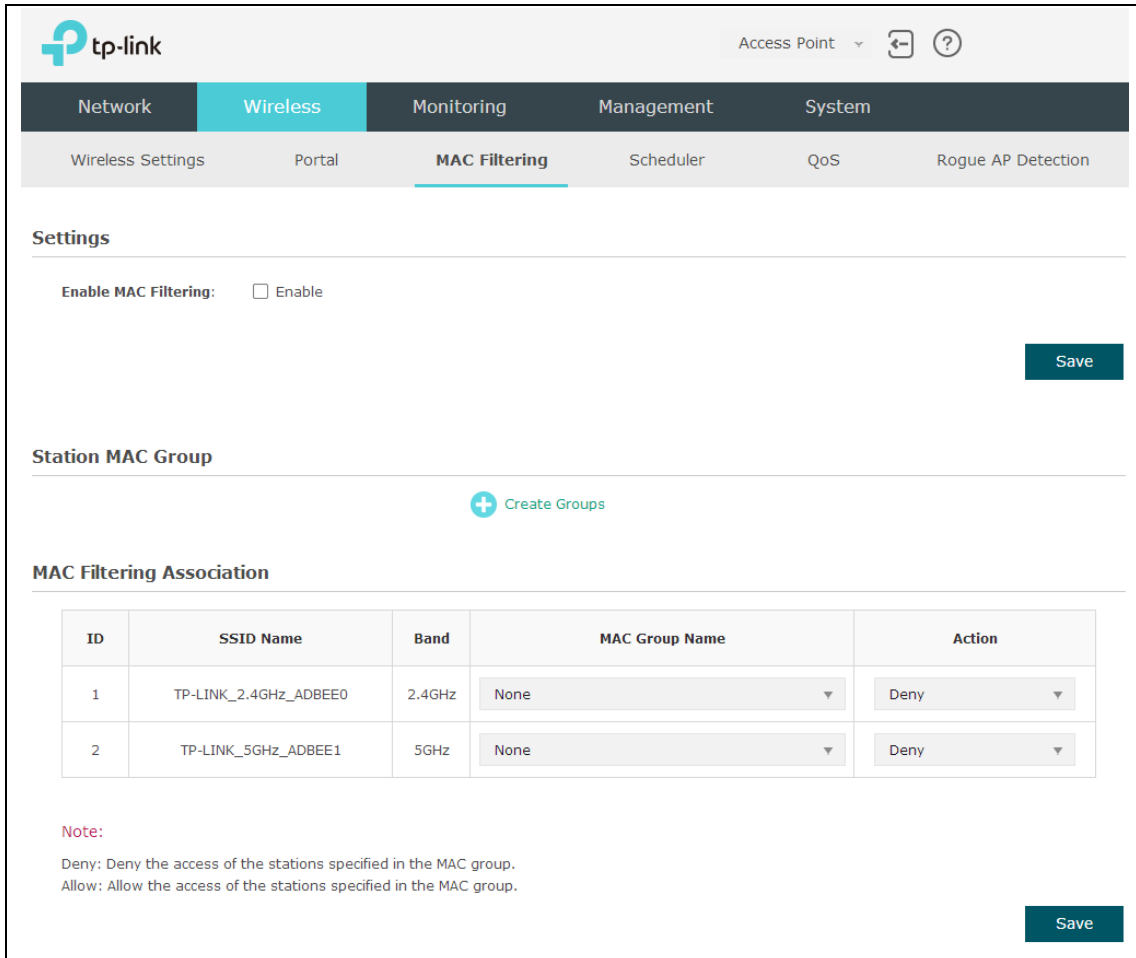 tp-link
Access Point
Network Wireless Monitoring Management System
Wireless Settings Portal MAC Filtering Scheduler QoS Rogue AP Detection
Settings
Enable MAC Filtering: Enable
Save
Station MAC Group
Create Groups
MAC Filtering Association
ID SSID Name Band MAC Group Name Action
1 TP-LINK_2.4GHz_ADBEE0 2.4GHz None Deny
2 TP-LINK_5GHz_ADBEE1 5GHz None Deny
Note:
Deny: Deny the access of the stations specified in the MAC group.
Allow: Allow the access of the stations specified in the MAC group.
Save